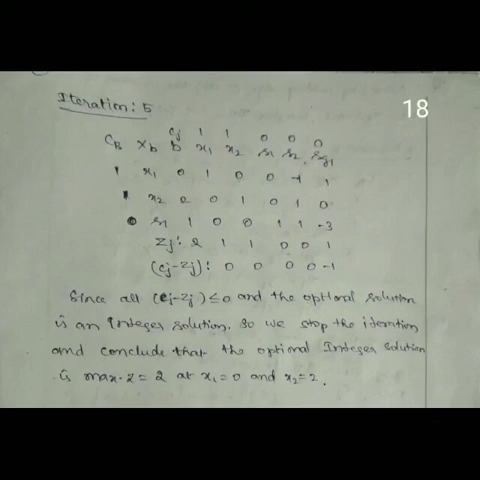 Iteration: 5
18
Cj 1 1 0 0 0
CB Xb b x1 x2 s1 s2 sg1
1 x1 0 1 0 0 -1 1
1 x2 2 0 1 0 1 0
0 s1 1 0 0 1 1 -3
Zj: 2 1 1 0 0 1
(cj-Zj): 0 0 0 0 -1
Since all (cj-Zj) ≤ 0 and the optional solution
is an Integer solution. So we stop the iteration
and conclude that the optional Integer solution
is max.Z = 2 at x1=0 and x2=2.